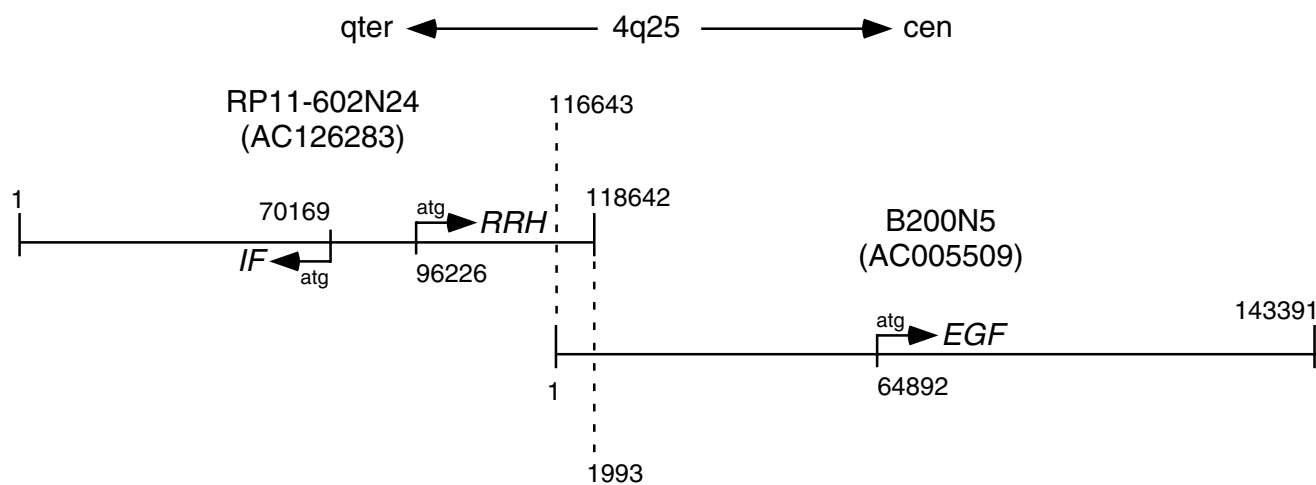 qter 4q25 cen
RP11-602N24
(AC126283)
116643
1
70169
atg
RRH
118642
IF
atg
96226
B200N5
(AC005509)
143391
atg
EGF
1
64892
1993